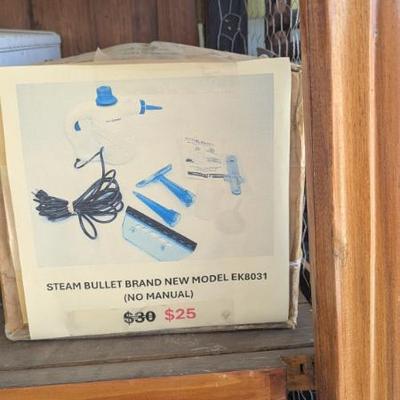 STEAM BULLET BRAND NEW MODEL EK8031
(NO MANUAL)
$30 $25